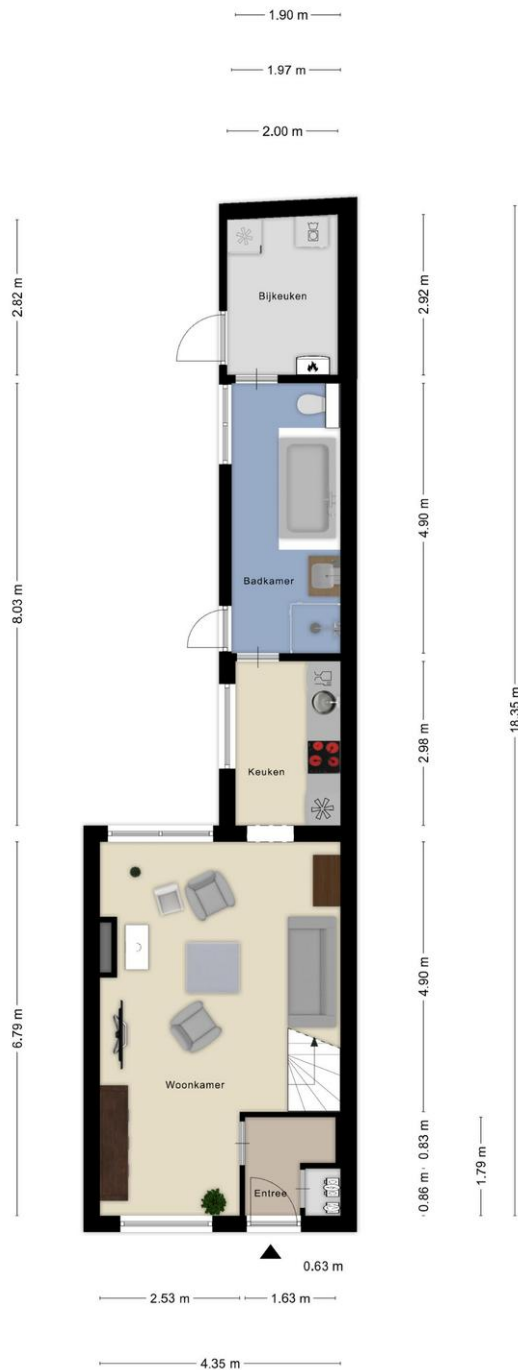 1.90 m
1.97 m
2.00 m
2.82 m
2.92 m
Bijkeuken
8.03 m
4.90 m
Badkamer
18.35 m
2.98 m
Keuken
6.79 m
4.90 m
Woonkamer
0.83 m
0.86 m
1.79 m
Entree
0.63 m
2.53 m
1.63 m
4.35 m